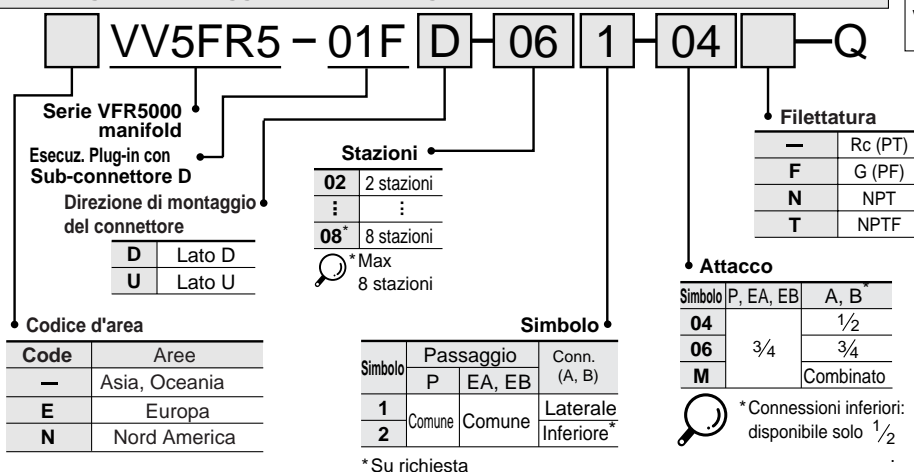 VV5FR5 – 01F D – 06 1 – 04 – Q
Serie VFR5000
manifold
Esecuz. Plug-in con
Sub-connettore D
Direzione di montaggio
del connettore
D Lato D
U Lato U
Stazioni
02 2 stazioni
⋮ ⋮
08* 8 stazioni
*Max
8 stazioni
Filettatura
– Rc (PT)
F G (PF)
N NPT
T NPTF
Attacco
Simbolo P, EA, EB A, B*
04 3/4 1/2
06 3/4
M Combinato
*Connessioni inferiori:
disponibile solo 1/2
Codice d'area
Code Aree
– Asia, Oceania
E Europa
N Nord America
Simbolo
Simbolo Passaggio Conn.
(A, B)
P EA, EB
1 Comune Comune Laterale
2 Inferiore*
*Su richiesta